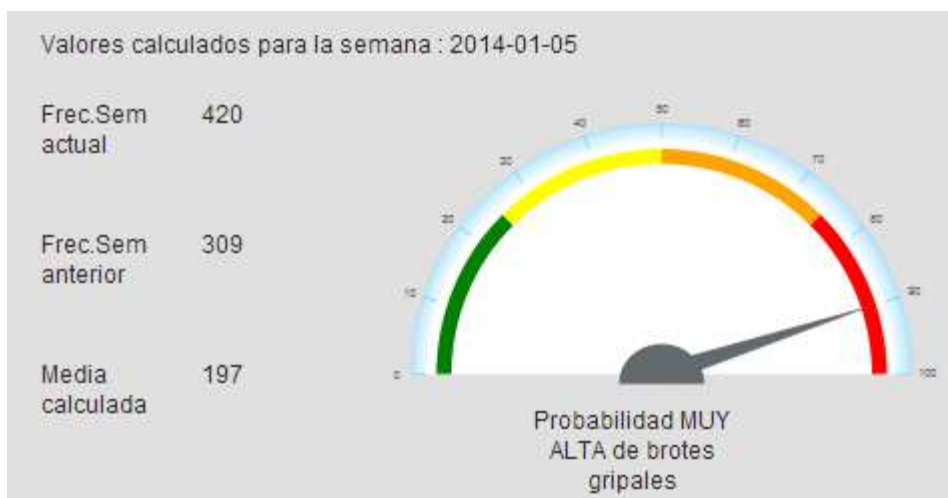 Valores calculados para la semana : 2014-01-05
Frec.Sem actual 420
Frec.Sem anterior 309
Media calculada 197
0
10
20
30
40
50
60
70
80
90
100
Probabilidad MUY
ALTA de brotes
gripales